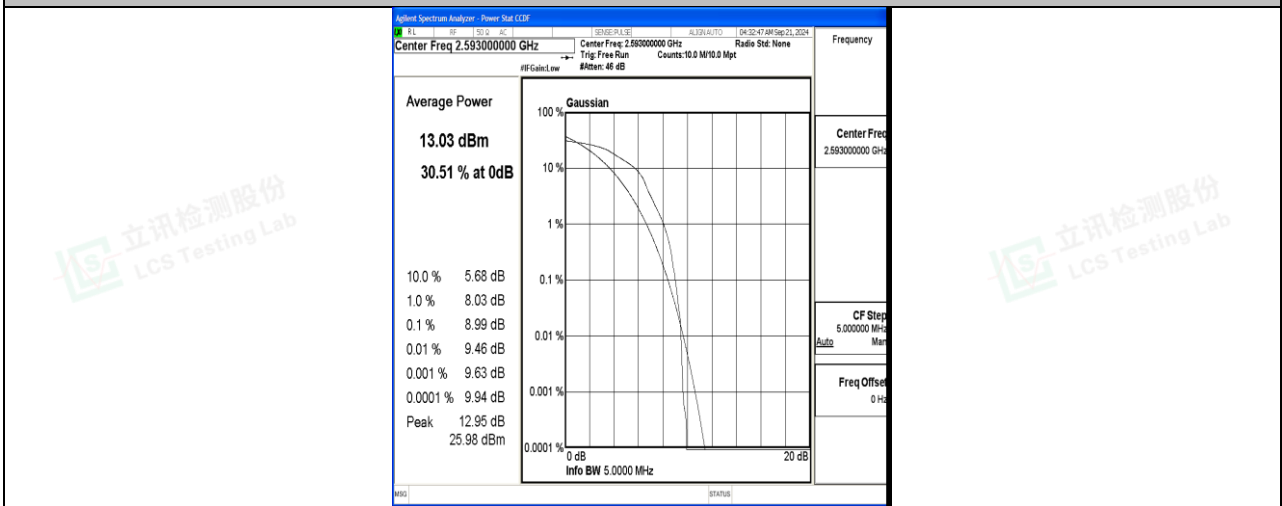 Agilent Spectrum Analyzer - Power Stat CCDF
RL RF 50 Ω AC SENSE:PULSE ALIGN AUTO 04:32:47 AM Sep 21, 2024
Center Freq 2.593000000 GHz
Center Freq: 2.593000000 GHz Radio Std: None
Trig: Free Run Counts:10.0 M/10.0 Mpt
#IFGain:Low #Atten: 46 dB
Frequency
Average Power
13.03 dBm
30.51 % at 0dB
10.0 % 5.68 dB
1.0 % 8.03 dB
0.1 % 8.99 dB
0.01 % 9.46 dB
0.001 % 9.63 dB
0.0001 % 9.94 dB
Peak 12.95 dB
25.98 dBm
Gaussian
100 %
10 %
1 %
0.1 %
0.01 %
0.001 %
0.0001 %
0 dB 20 dB
Info BW 5.0000 MHz
Center Freq
2.593000000 GHz
CF Step
5.000000 MHz
Auto Man
Freq Offset
0 Hz
MSG STATUS
立讯检测股份
LCS Testing Lab
立讯检测股份
LCS Testing Lab